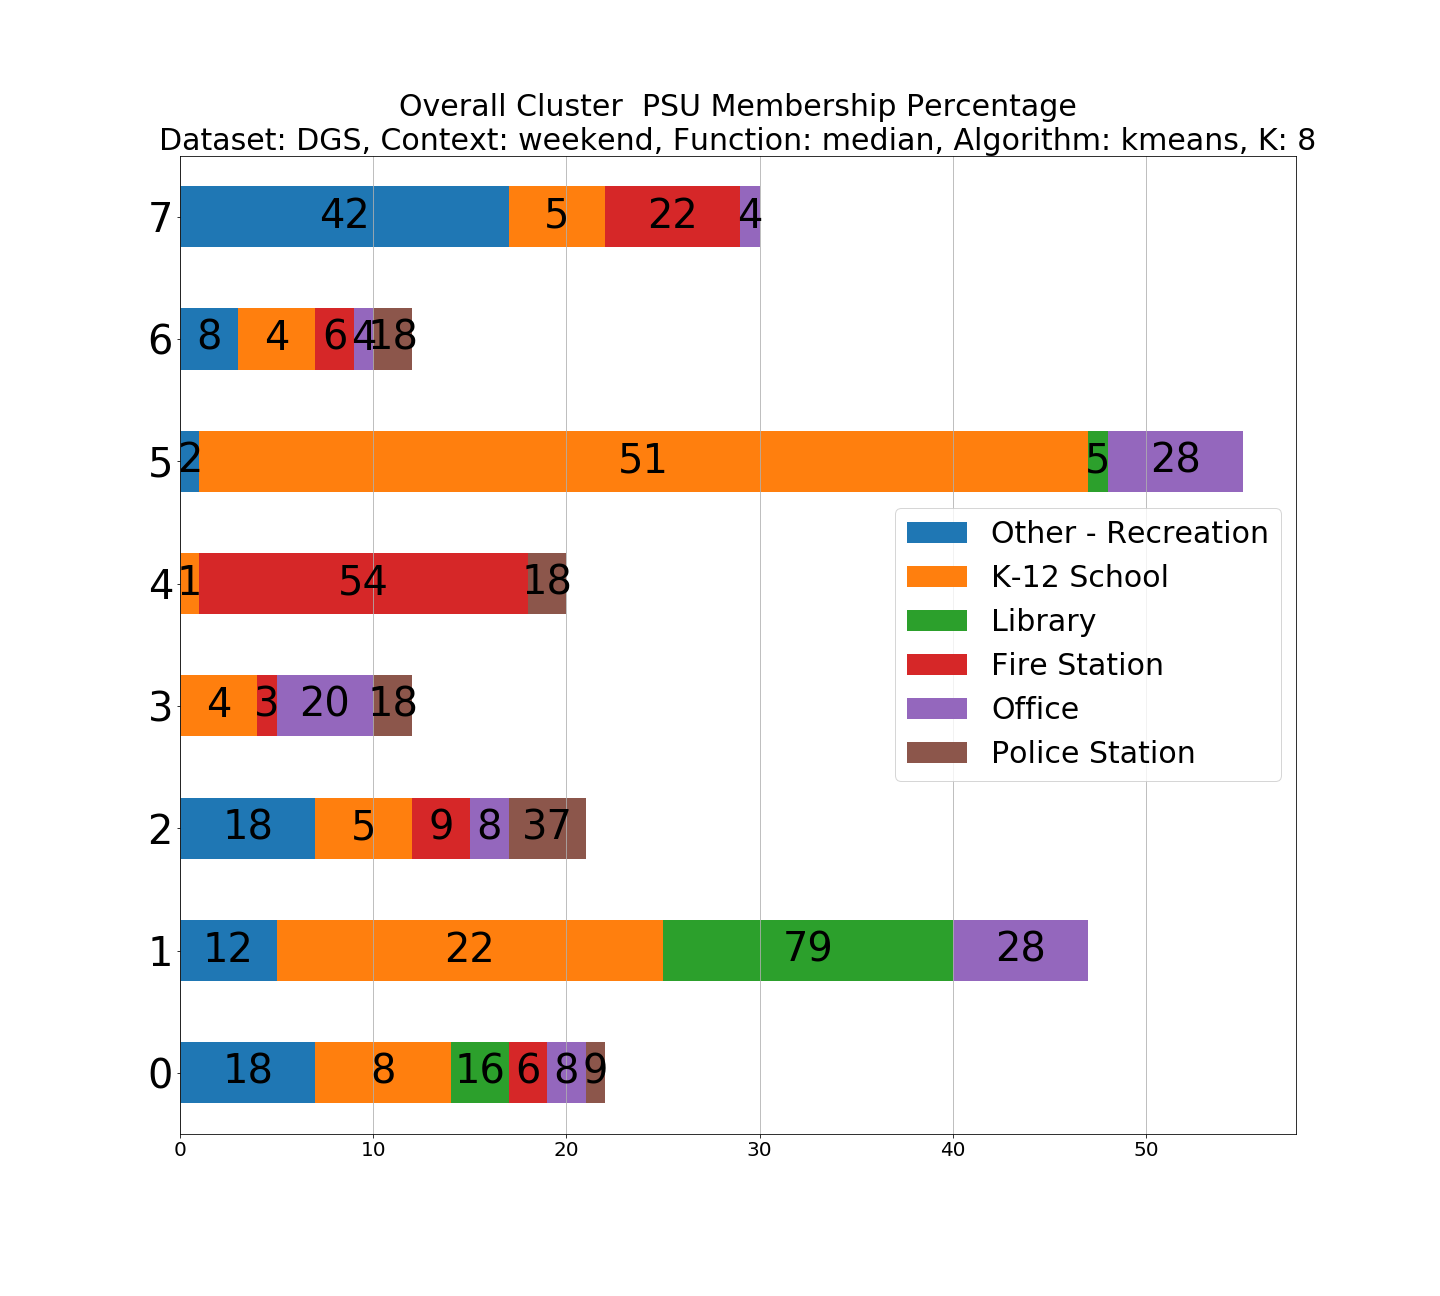 Overall Cluster  PSU Membership Percentage
Dataset: DGS, Context: weekend, Function: median, Algorithm: kmeans, K: 8
7 42 5 22 4
6 8 4 6 4 18
5 2 51 5 28
4 1 54 18
3 4 3 20 18
2 18 5 9 8 37
1 12 22 79 28
0 18 8 16 6 8 9
Other - Recreation
K-12 School
Library
Fire Station
Office
Police Station
0 10 20 30 40 50